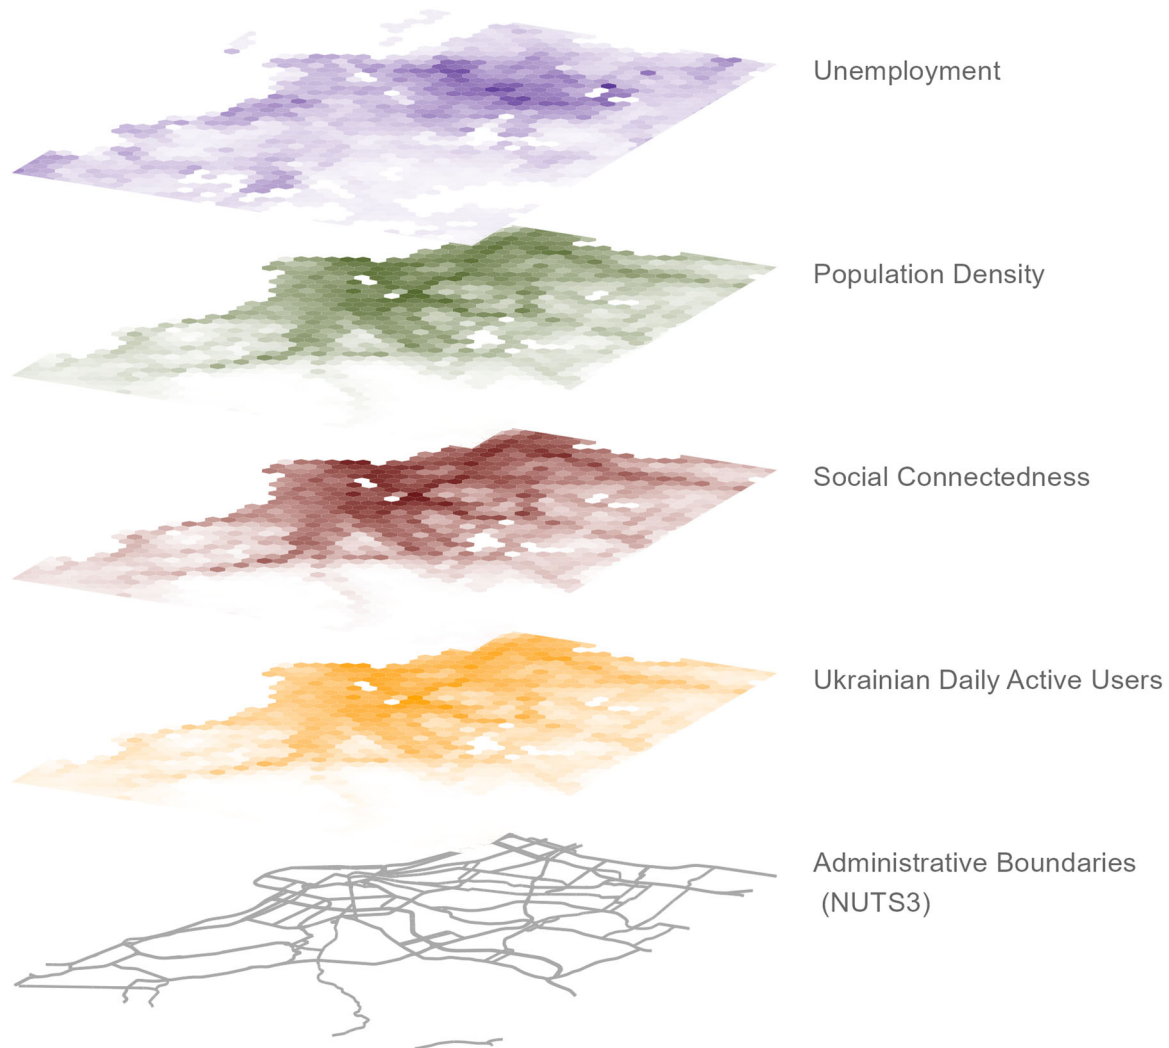 Unemployment
Population Density
Social Connectedness
Ukrainian Daily Active Users
Administrative Boundaries
(NUTS3)